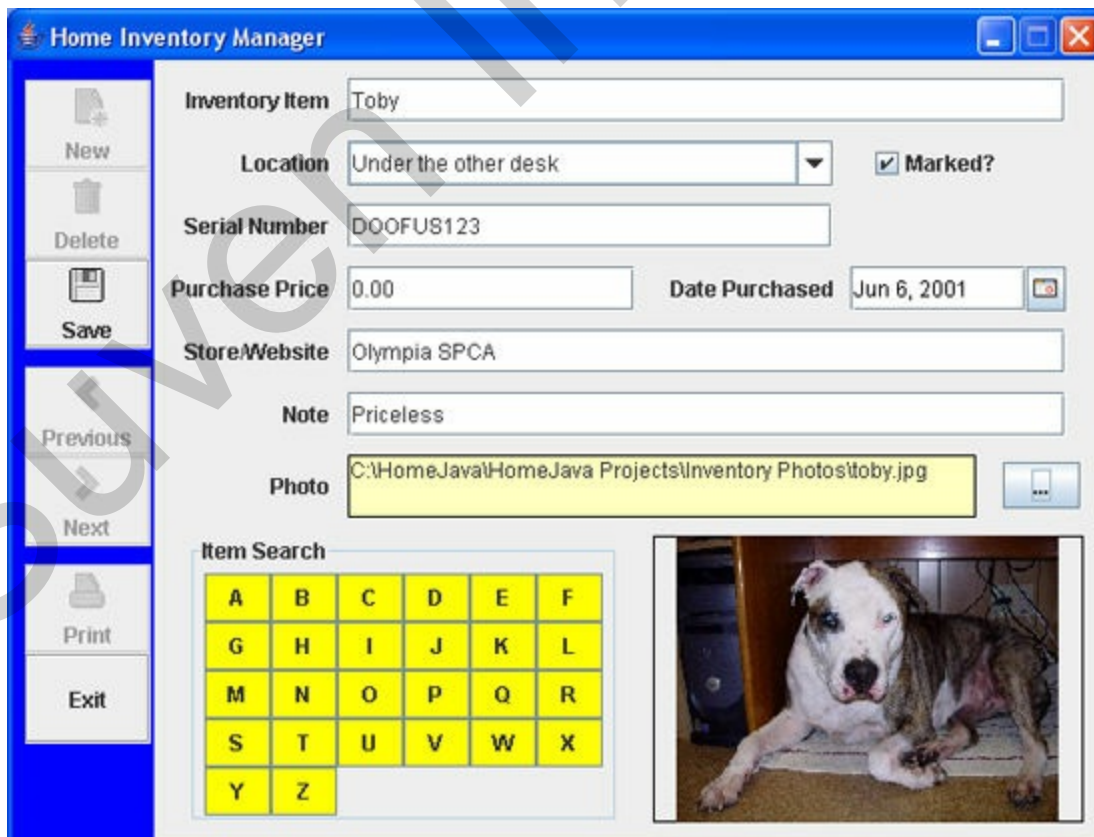 Home Inventory Manager
New
Delete
Save
Previous
Next
Print
Exit
Inventory Item Toby
Location Under the other desk Marked?
Serial Number DOOFUS123
Purchase Price 0.00 Date Purchased Jun 6, 2001
Store/Website Olympia SPCA
Note Priceless
Photo C:\HomeJava\HomeJava Projects\Inventory Photos\toby.jpg ...
Item Search
A B C D E F
G H I J K L
M N O P Q R
S T U V W X
Y Z